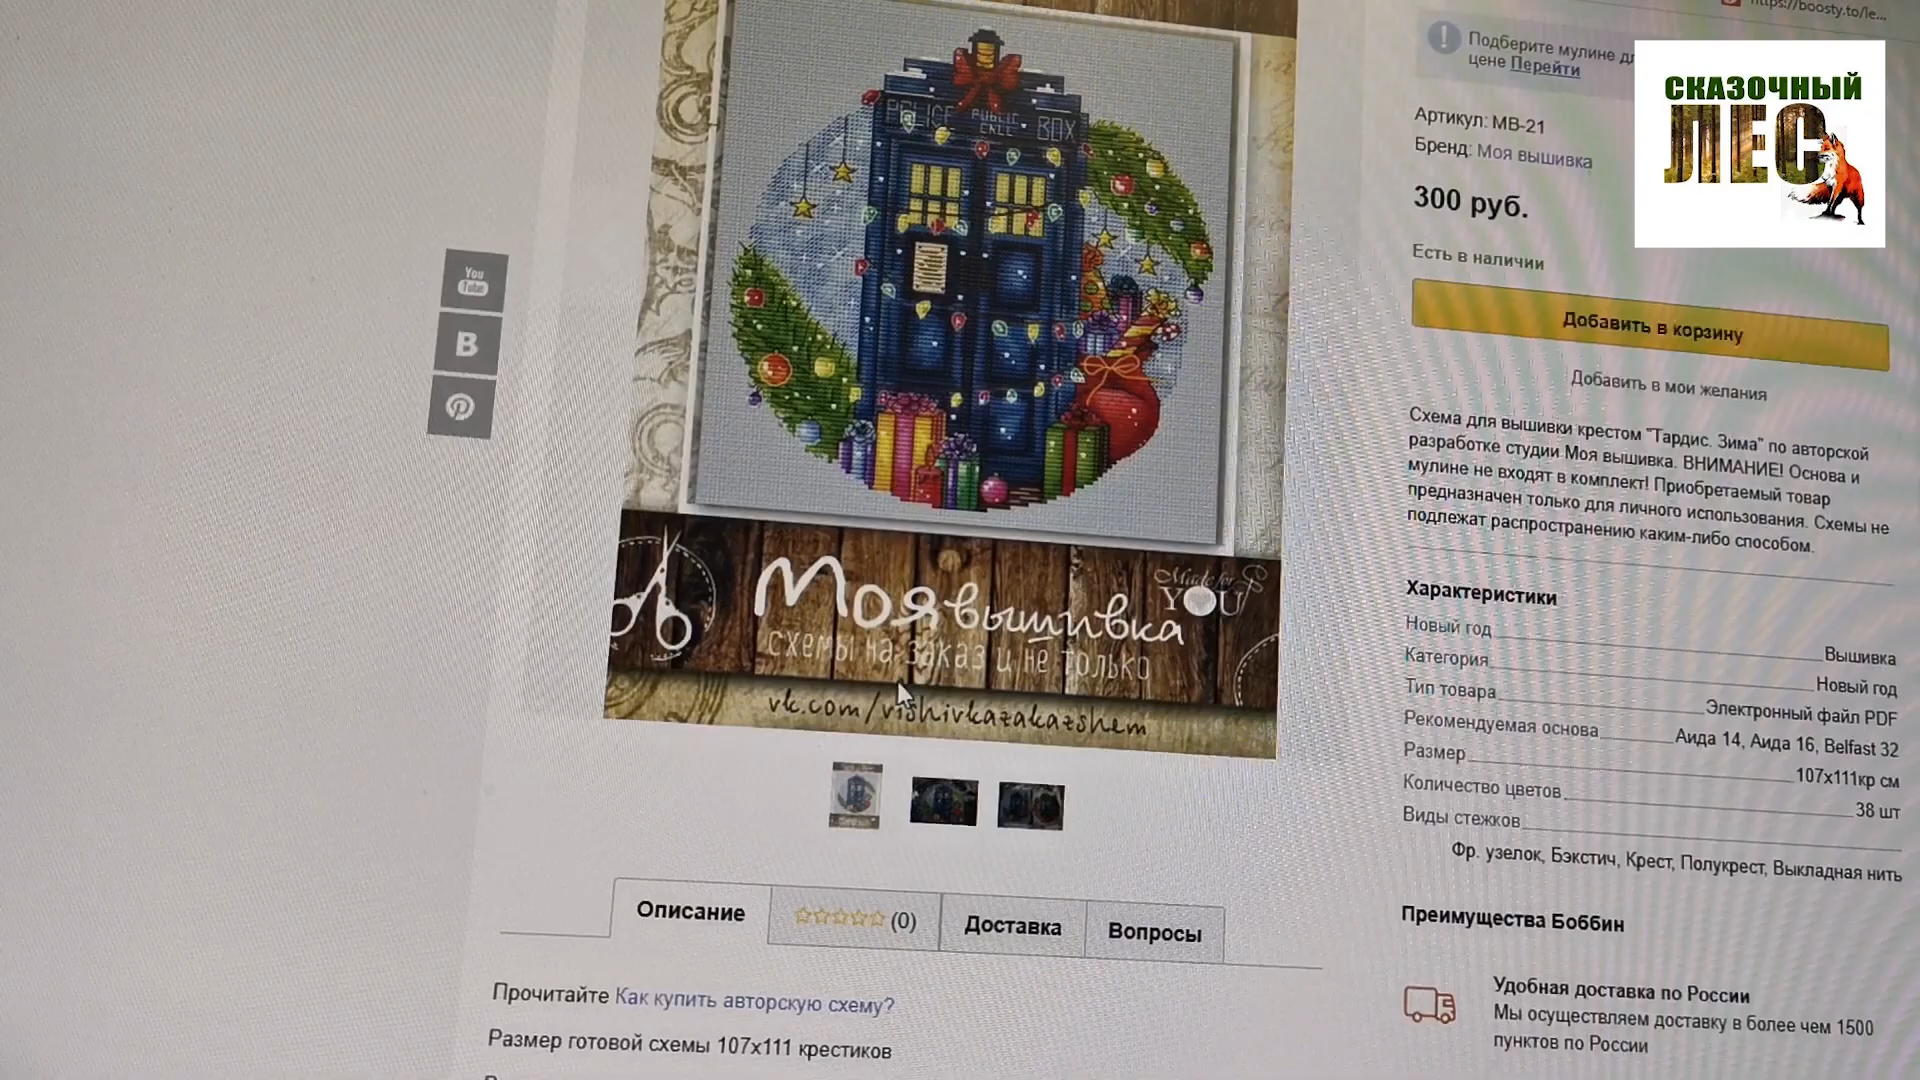 https://boosty.to/le...
Подберите мулине
цене Перейти
СКАЗОЧНЫЙ
ЛЕС
Артикул: МВ-21
Бренд: Моя вышивка
300 руб.
Есть в наличии
Добавить в корзину
Добавить в мои желания
Схема для вышивки крестом "Тардис. Зима" по авторской
разработке студии Моя вышивка. ВНИМАНИЕ! Основа и
мулине не входят в комплект! Приобретаемый товар
предназначен только для личного использования. Схемы не
подлежат распространению каким-либо способом.
Характеристики
Новый год Вышивка
Категория Новый год
Тип товара Электронный файл PDF
Рекомендуемая основа Аида 14, Аида 16, Belfast 32
Размер 107х111кр см
Количество цветов 38 шт
Виды стежков
Фр. узелок, Бэкстич, Крест, Полукрест, Выкладная нить
Преимущества Боббин
Удобная доставка по России
Мы осуществляем доставку в более чем 1500
пунктов по России
POLICE PUBLIC CALL BOX
You
Tube
B
Made for
YOU
Моя вышивка
схемы на заказ и не только
vk.com/vishivkazakazshem
Описание
(0)
Доставка
Вопросы
Прочитайте Как купить авторскую схему?
Размер готовой схемы 107х111 крестиков